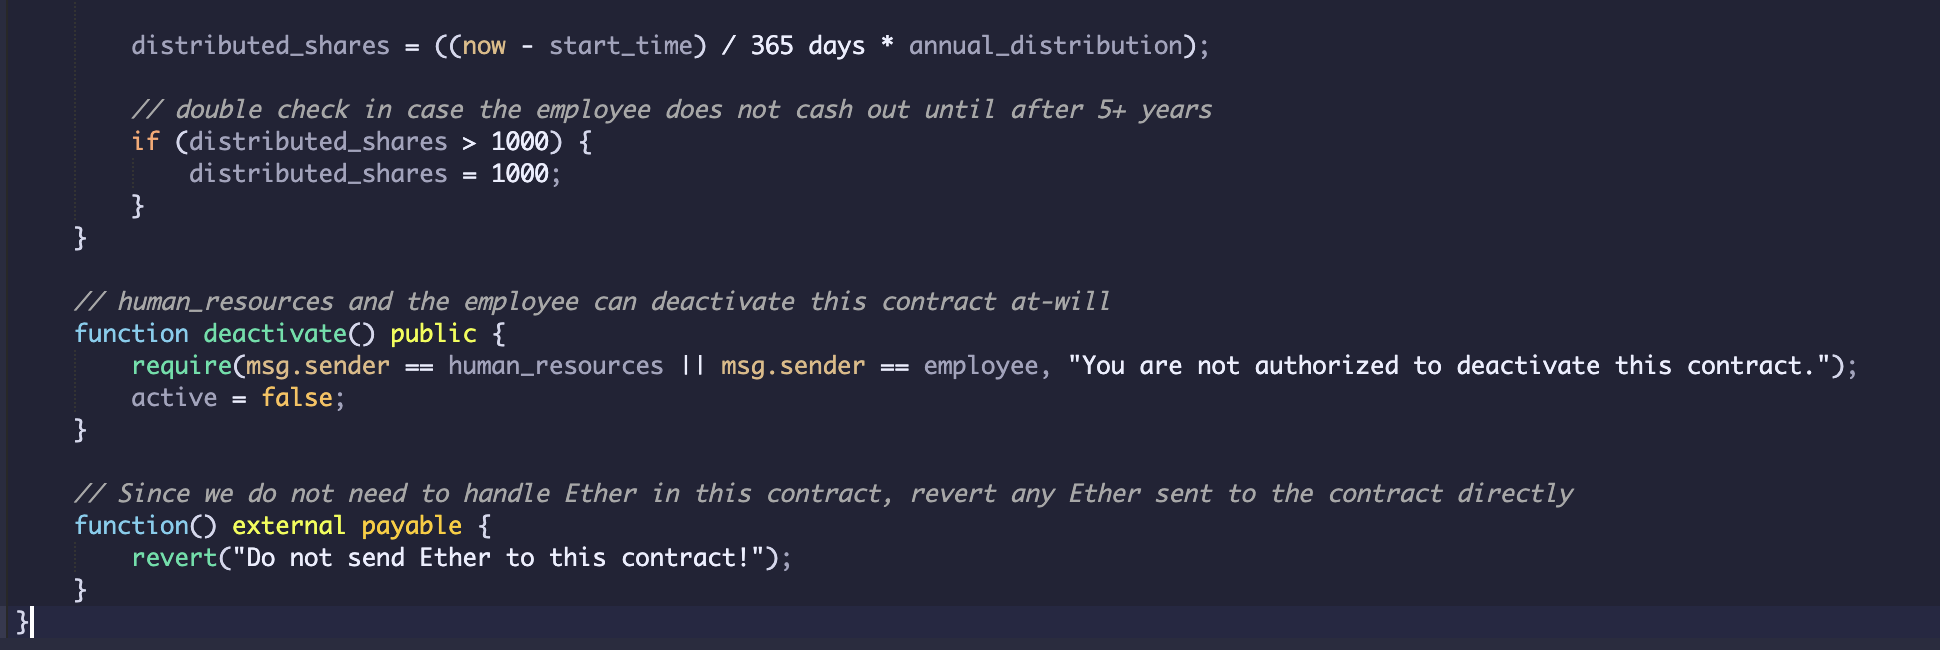 distributed_shares = ((now - start_time) / 365 days * annual_distribution);
// double check in case the employee does not cash out until after 5+ years
if (distributed_shares > 1000) {
distributed_shares = 1000;
}
}
// human_resources and the employee can deactivate this contract at-will
function deactivate() public {
require(msg.sender == human_resources || msg.sender == employee, "You are not authorized to deactivate this contract.");
active = false;
}
// Since we do not need to handle Ether in this contract, revert any Ether sent to the contract directly
function() external payable {
revert("Do not send Ether to this contract!");
}
}